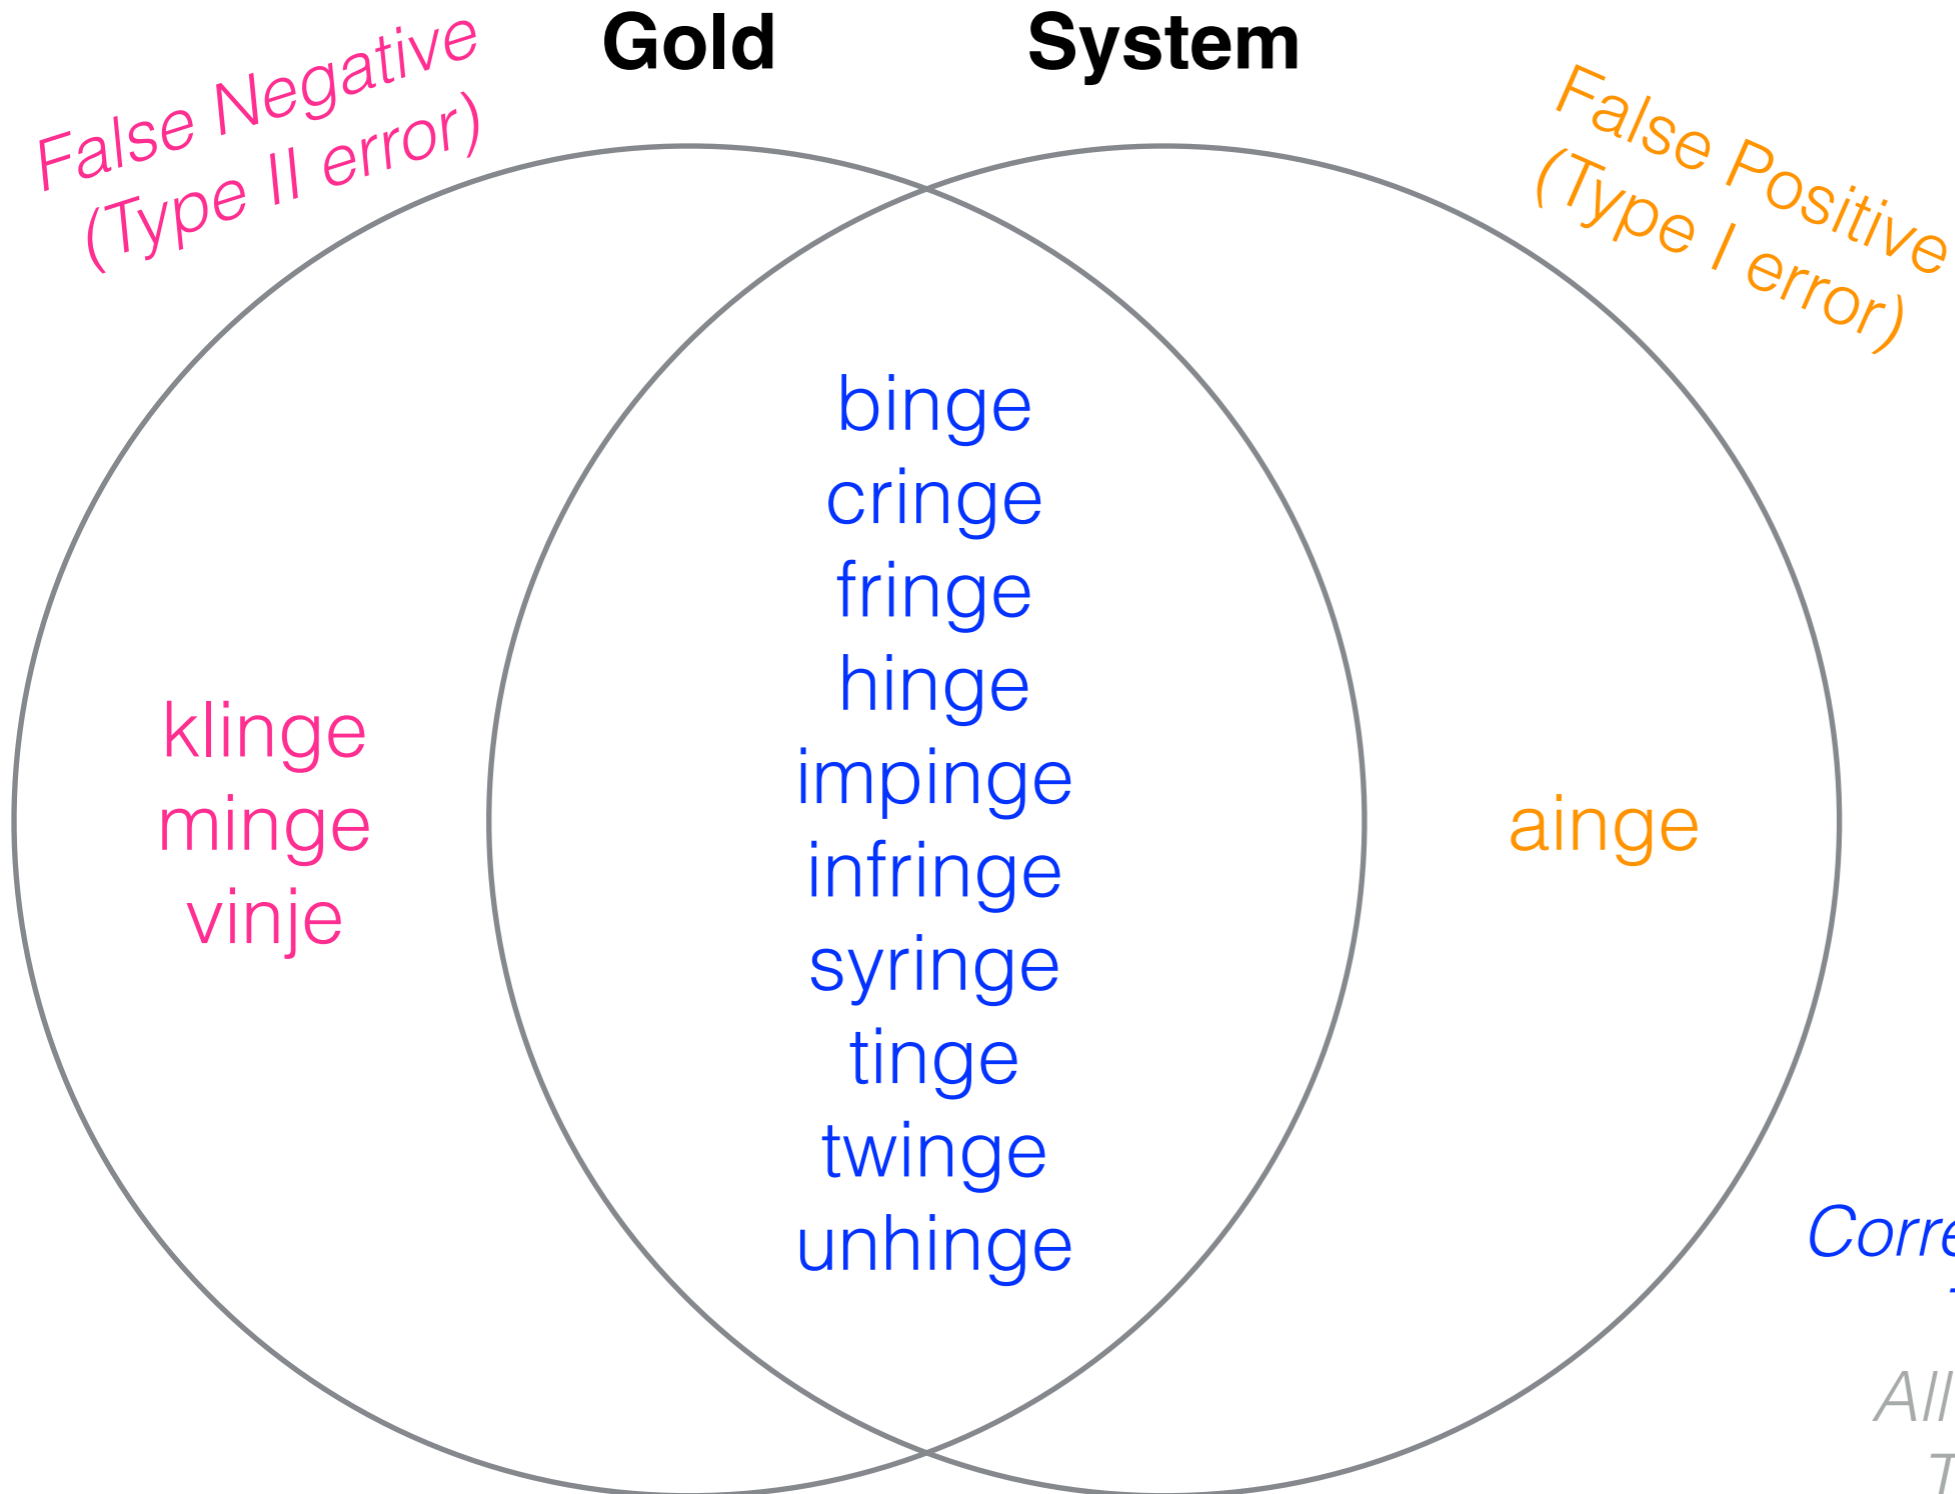 Gold
System
False Negative
(Type II error)
False Positive
(Type I error)
binge
cringe
fringe
hinge
impinge
infringe
syringe
tinge
twinge
unhinge
klinge
minge
vinje
ainge
All